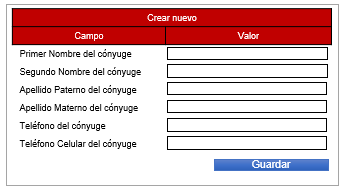 Crear nuevo
Campo Valor
Primer Nombre del cónyuge
Segundo Nombre del cónyuge
Apellido Paterno del cónyuge
Apellido Materno del cónyuge
Teléfono del cónyuge
Teléfono Celular del cónyuge
Guardar